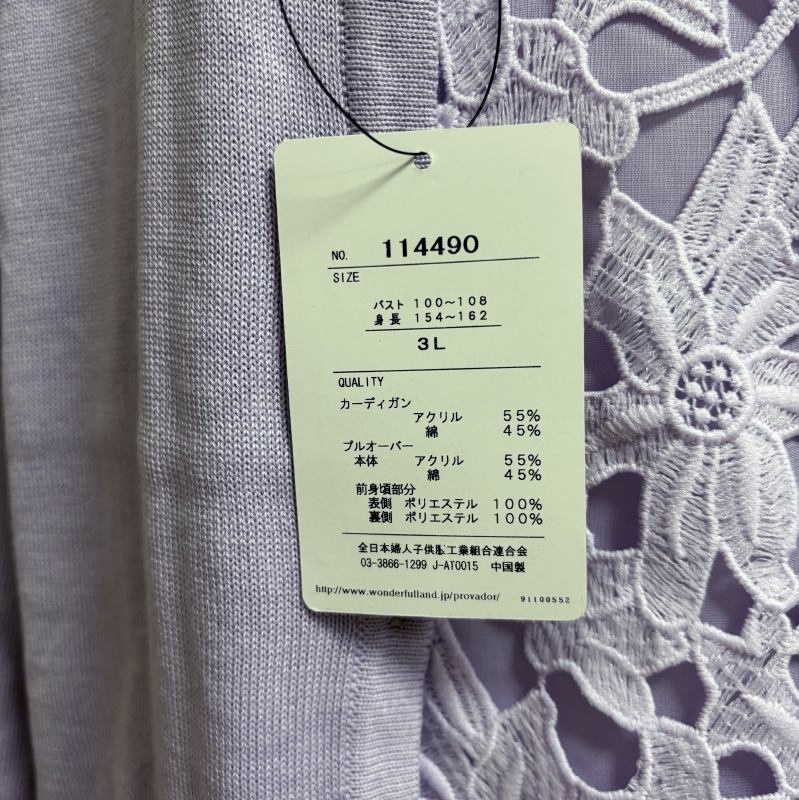 NO. 114490
SIZE
バスト 100~108
身長 154~162
3L
QUALITY
カーディガン
アクリル 55%
綿 45%
プルオーバー
本体 アクリル 55%
綿 45%
前身頃部分
表側 ポリエステル 100%
裏側 ポリエステル 100%
全日本婦人子供服工業組合連合会
03-3866-1299 J-AT0015 中国製
http://www.wonderfulland.jp/provador/ 91100552